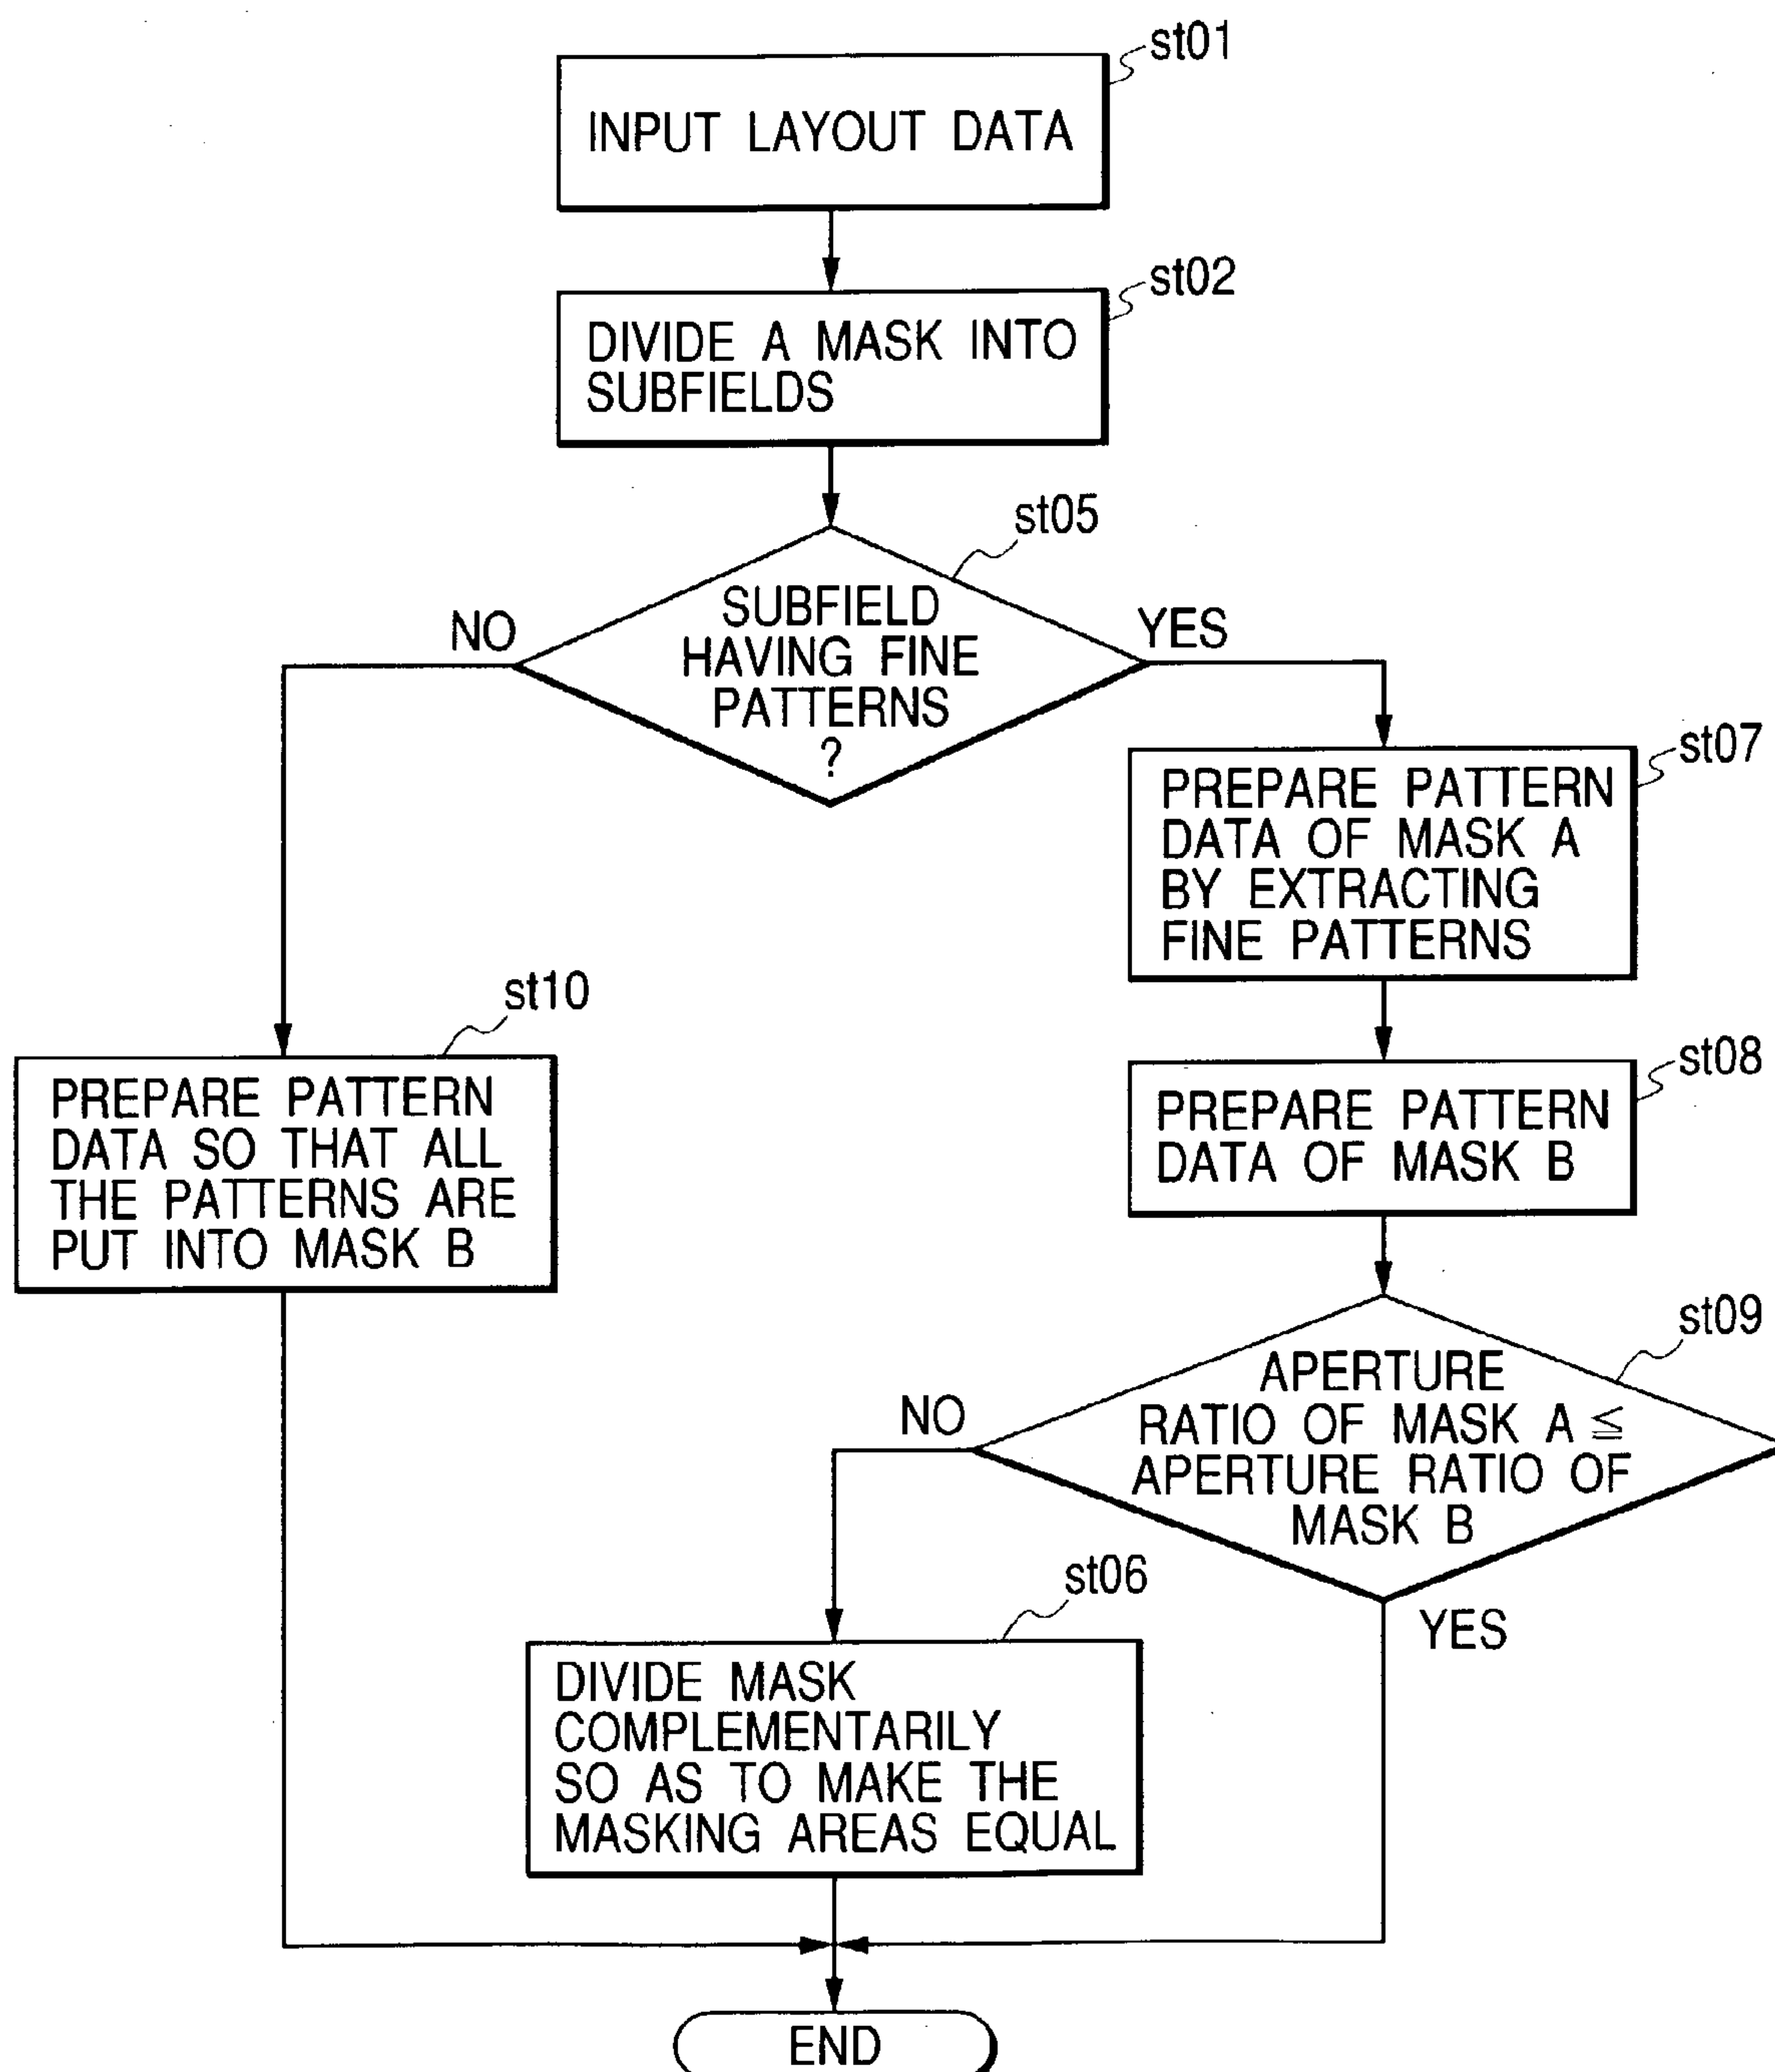 st01
INPUT LAYOUT DATA
st02
DIVIDE A MASK INTO
SUBFIELDS
st05
SUBFIELD
HAVING FINE
PATTERNS
?
NO
YES
st07
PREPARE PATTERN
DATA OF MASK A
BY EXTRACTING
FINE PATTERNS
st10
PREPARE PATTERN
DATA SO THAT ALL
THE PATTERNS ARE
PUT INTO MASK B
st08
PREPARE PATTERN
DATA OF MASK B
st09
APERTURE
RATIO OF MASK A ≦
APERTURE RATIO OF
MASK B
NO
YES
st06
DIVIDE MASK
COMPLEMENTARILY
SO AS TO MAKE THE
MASKING AREAS EQUAL
END